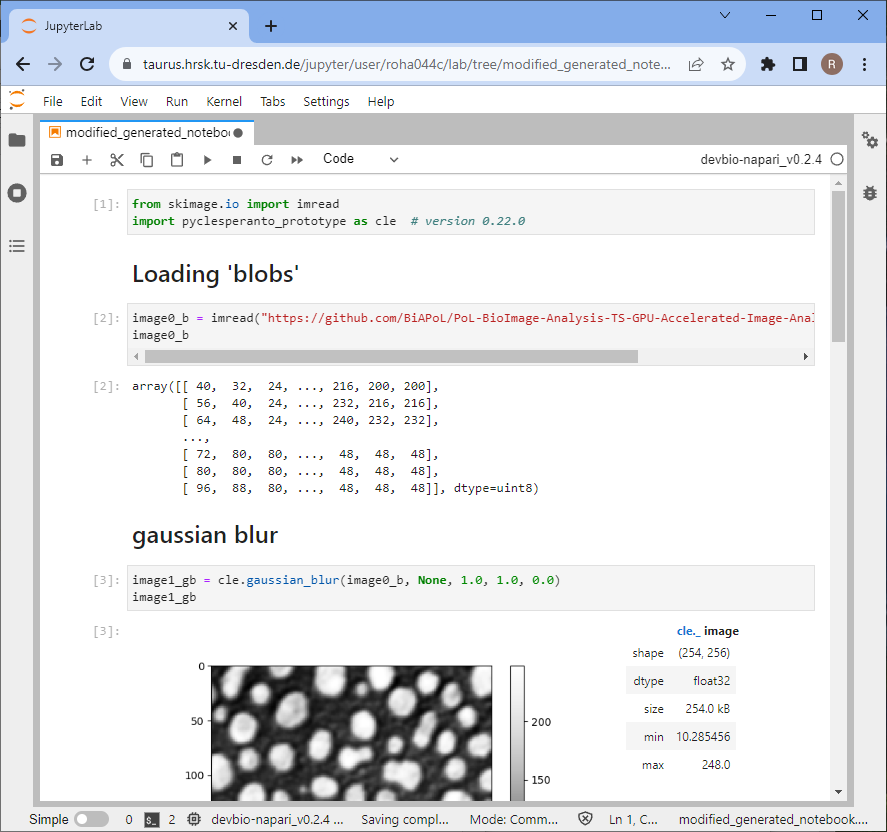 JupyterLab
taurus.hrsk.tu-dresden.de/jupyter/user/roha044c/lab/tree/modified_generated_note...
R
File Edit View Run Kernel Tabs Settings Help
modified_generated_notebo
Code
devbio-napari_v0.2.4
[1]: from skimage.io import imread
import pyclesperanto_prototype as cle  # version 0.22.0
Loading 'blobs'
[2]: image0_b = imread("https://github.com/BiAPoL/PoL-BioImage-Analysis-TS-GPU-Accelerated-Image-Anal
image0_b
[2]: array([[ 40,  32,  24, ..., 216, 200, 200],
[ 56,  40,  24, ..., 232, 216, 216],
[ 64,  48,  24, ..., 240, 232, 232],
...,
[ 72,  80,  80, ...,  48,  48,  48],
[ 80,  80,  80, ...,  48,  48,  48],
[ 96,  88,  80, ...,  48,  48,  48]], dtype=uint8)
gaussian blur
[3]: image1_gb = cle.gaussian_blur(image0_b, None, 1.0, 1.0, 0.0)
image1_gb
[3]:
cle._ image
shape (254, 256)
dtype float32
size 254.0 kB
min 10.285456
max 248.0
0
50
100
200
150
Simple 0 2 devbio-napari_v0.2.4 ... Saving compl... Mode: Comm... Ln 1, C... modified_generated_notebook....